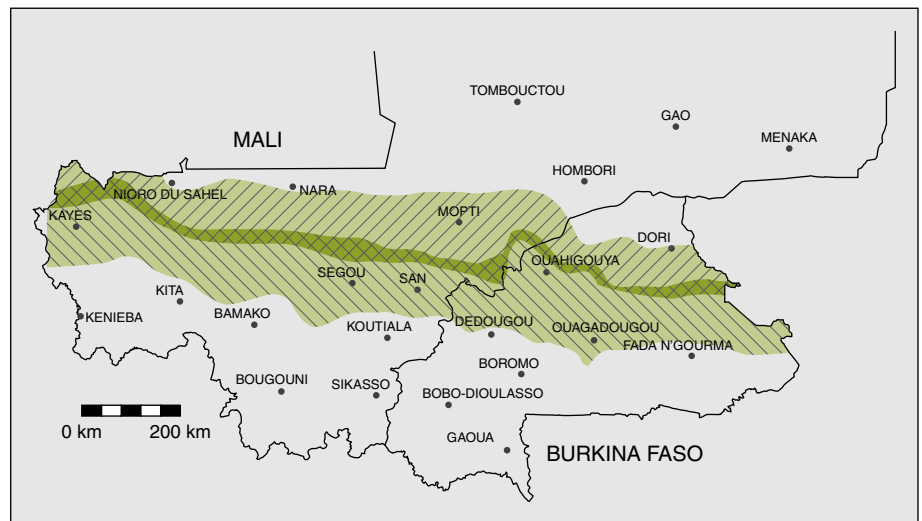 TOMBOUCTOU
GAO
MENAKA
MALI
HOMBORI
NIORO DU SAHEL
NARA
MOPTI
KAYES
DORI
OUAHIGOUYA
SEGOU
SAN
KITA
KENIEBA
BAMAKO
KOUTIALA
DEDOUGOU
OUAGADOUGOU
FADA N'GOURMA
BOROMO
BOUGOUNI
SIKASSO
BOBO-DIOULASSO
0 km 200 km
GAOUA
BURKINA FASO